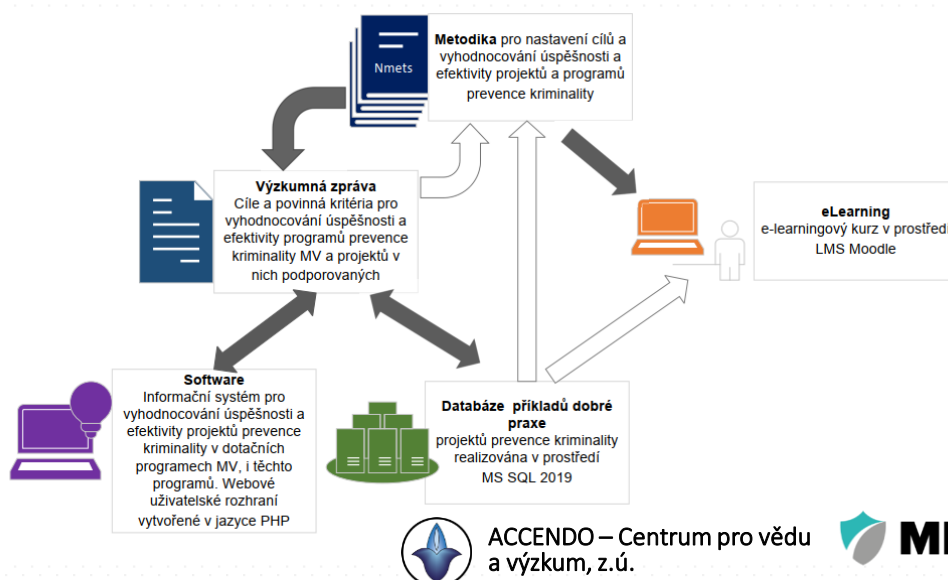 Nmets
Metodika pro nastavení cílů a
vyhodnocování úspěšnosti a
efektivity projektů a programů
prevence kriminality
Výzkumná zpráva
Cíle a povinná kritéria pro
vyhodnocování úspěšnosti a
efektivity programů prevence
kriminality MV a projektů v
nich podporovaných
eLearning
e-learningový kurz v prostředí
LMS Moodle
Software
Informační systém pro
vyhodnocování úspěšnosti a
efektivity projektů prevence
kriminality v dotačních
programech MV, i těchto
programů. Webové
uživatelské rozhraní
vytvořené v jazyce PHP
Databáze příkladů dobré
praxe
projektů prevence kriminality
realizována v prostředí
MS SQL 2019
ACCENDO – Centrum pro vědu
a výzkum, z.ú.